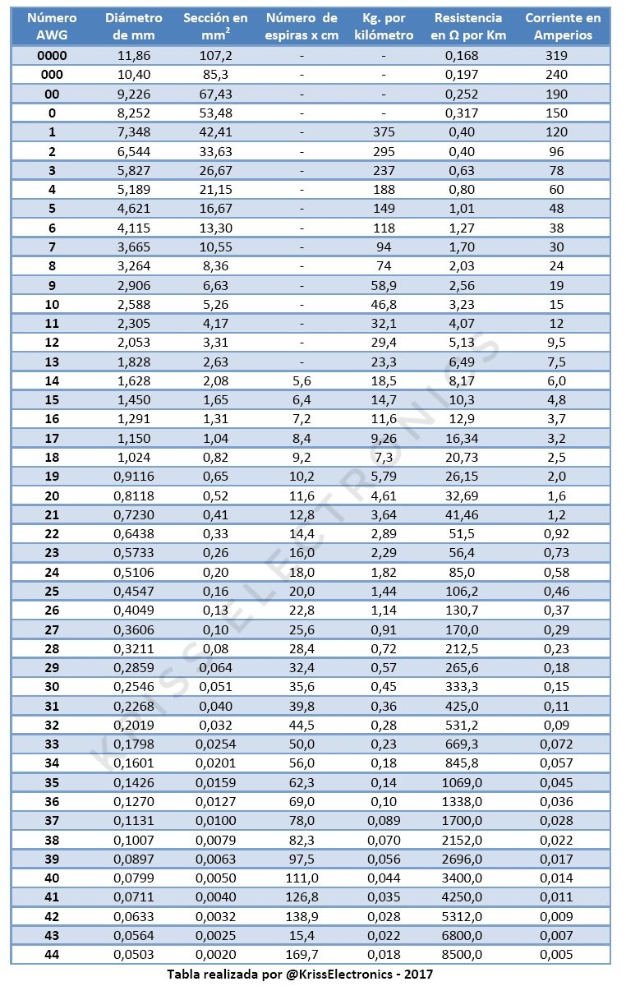 Número AWG Diámetro de mm Sección en mm² Número de espiras x cm Kg. por kilómetro Resistencia en Ω por Km Corriente en Amperios
0000 11,86 107,2 - - 0,168 319
000 10,40 85,3 - - 0,197 240
00 9,226 67,43 - - 0,252 190
0 8,252 53,48 - - 0,317 150
1 7,348 42,41 - 375 0,40 120
2 6,544 33,63 - 295 0,40 96
3 5,827 26,67 - 237 0,63 78
4 5,189 21,15 - 188 0,80 60
5 4,621 16,67 - 149 1,01 48
6 4,115 13,30 - 118 1,27 38
7 3,665 10,55 - 94 1,70 30
8 3,264 8,36 - 74 2,03 24
9 2,906 6,63 - 58,9 2,56 19
10 2,588 5,26 - 46,8 3,23 15
11 2,305 4,17 - 32,1 4,07 12
12 2,053 3,31 - 29,4 5,13 9,5
13 1,828 2,63 - 23,3 6,49 7,5
14 1,628 2,08 5,6 18,5 8,17 6,0
15 1,450 1,65 6,4 14,7 10,3 4,8
16 1,291 1,31 7,2 11,6 12,9 3,7
17 1,150 1,04 8,4 9,26 16,34 3,2
18 1,024 0,82 9,2 7,3 20,73 2,5
19 0,9116 0,65 10,2 5,79 26,15 2,0
20 0,8118 0,52 11,6 4,61 32,69 1,6
21 0,7230 0,41 12,8 3,64 41,46 1,2
22 0,6438 0,33 14,4 2,89 51,5 0,92
23 0,5733 0,26 16,0 2,29 56,4 0,73
24 0,5106 0,20 18,0 1,82 85,0 0,58
25 0,4547 0,16 20,0 1,44 106,2 0,46
26 0,4049 0,13 22,8 1,14 130,7 0,37
27 0,3606 0,10 25,6 0,91 170,0 0,29
28 0,3211 0,08 28,4 0,72 212,5 0,23
29 0,2859 0,064 32,4 0,57 265,6 0,18
30 0,2546 0,051 35,6 0,45 333,3 0,15
31 0,2268 0,040 39,8 0,36 425,0 0,11
32 0,2019 0,032 44,5 0,28 531,2 0,09
33 0,1798 0,0254 50,0 0,23 669,3 0,072
34 0,1601 0,0201 56,0 0,18 845,8 0,057
35 0,1426 0,0159 62,3 0,14 1069,0 0,045
36 0,1270 0,0127 69,0 0,10 1338,0 0,036
37 0,1131 0,0100 78,0 0,089 1700,0 0,028
38 0,1007 0,0079 82,3 0,070 2152,0 0,022
39 0,0897 0,0063 97,5 0,056 2696,0 0,017
40 0,0799 0,0050 111,0 0,044 3400,0 0,014
41 0,0711 0,0040 126,8 0,035 4250,0 0,011
42 0,0633 0,0032 138,9 0,028 5312,0 0,009
43 0,0564 0,0025 15,4 0,022 6800,0 0,007
44 0,0503 0,0020 169,7 0,018 8500,0 0,005
Tabla realizada por @KrissElectronics - 2017
KRISS ELECTRONICS